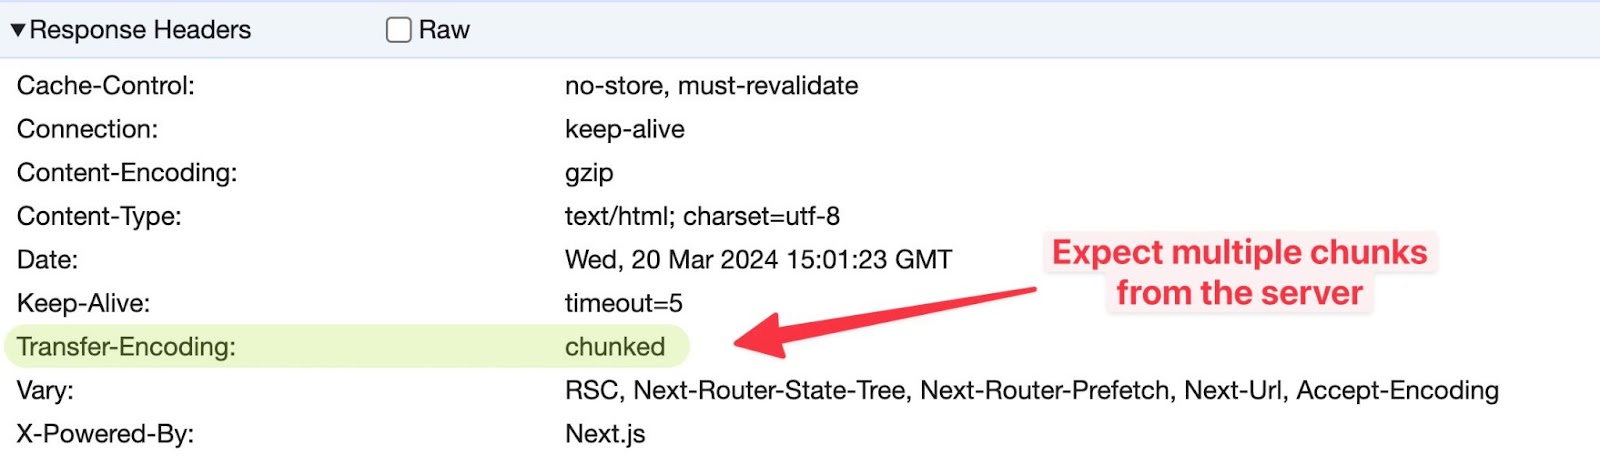 ▼Response Headers Raw
Cache-Control: no-store, must-revalidate
Connection: keep-alive
Content-Encoding: gzip
Content-Type: text/html; charset=utf-8
Date: Wed, 20 Mar 2024 15:01:23 GMT
Keep-Alive: timeout=5
Transfer-Encoding: chunked
Vary: RSC, Next-Router-State-Tree, Next-Router-Prefetch, Next-Url, Accept-Encoding
X-Powered-By: Next.js
Expect multiple chunks
from the server